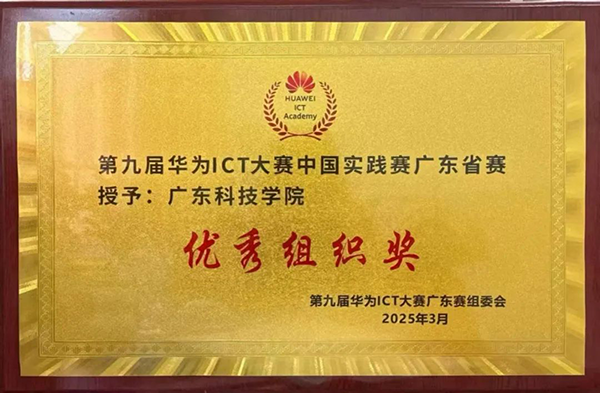 HUAWEI
ICT
Academy
第九届华为ICT大赛中国实践赛广东省赛
授予：广东科技学院
优秀组织奖
第九届华为ICT大赛广东赛组委会
2025年3月